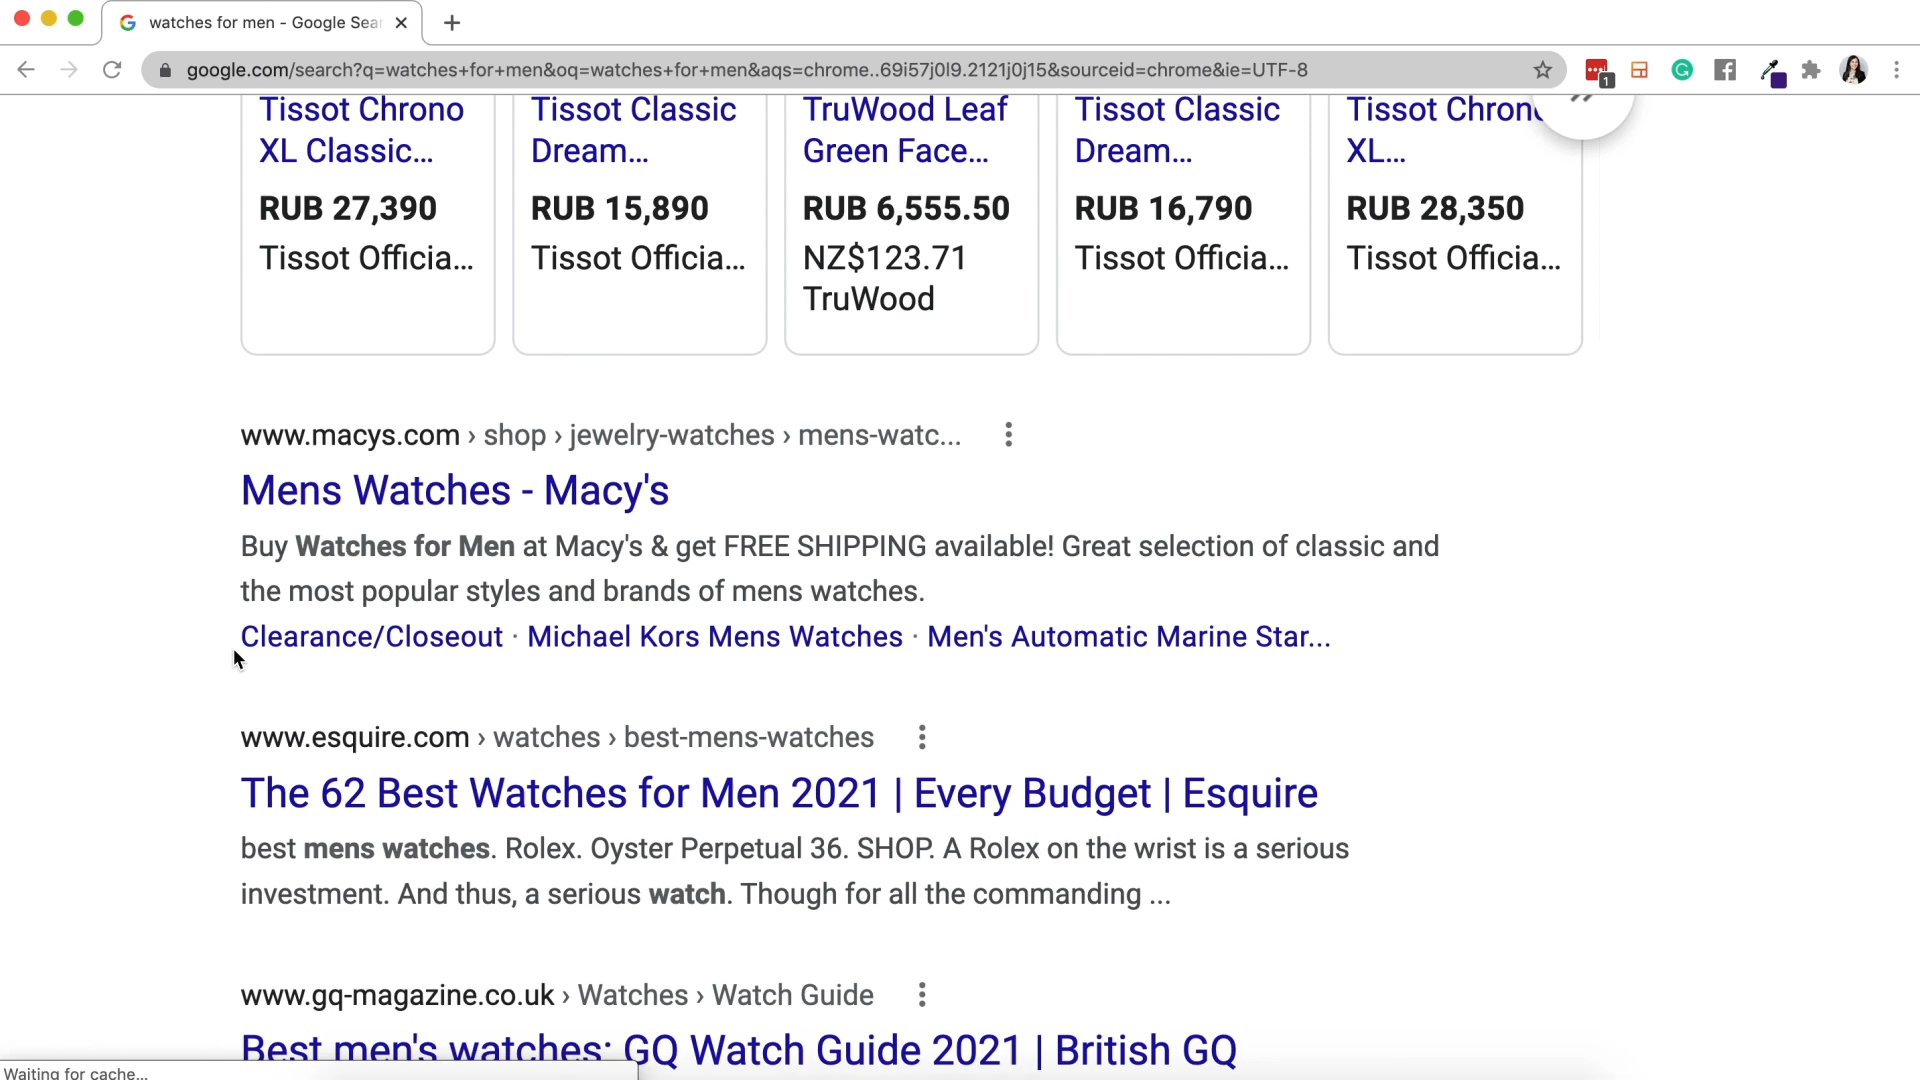 watches for men - Google Sear
google.com/search?q=watches+for+men&oq=watches+for+men&aqs=chrome..69i57j0l9.2121j0j15&sourceid=chrome&ie=UTF-8
1
Tissot Chrono
XL Classic...
RUB 27,390
Tissot Officia...
Tissot Classic
Dream...
RUB 15,890
Tissot Officia...
TruWood Leaf
Green Face...
RUB 6,555.50
NZ$123.71
TruWood
Tissot Classic
Dream...
RUB 16,790
Tissot Officia...
Tissot Chrono
XL...
RUB 28,350
Tissot Officia...
www.macys.com › shop › jewelry-watches › mens-watc...
Mens Watches - Macy's
Buy Watches for Men at Macy's & get FREE SHIPPING available! Great selection of classic and
the most popular styles and brands of mens watches.
Clearance/Closeout · Michael Kors Mens Watches · Men's Automatic Marine Star...
www.esquire.com › watches › best-mens-watches
The 62 Best Watches for Men 2021 | Every Budget | Esquire
best mens watches. Rolex. Oyster Perpetual 36. SHOP. A Rolex on the wrist is a serious
investment. And thus, a serious watch. Though for all the commanding ...
www.gq-magazine.co.uk › Watches › Watch Guide
Best men's watches: GQ Watch Guide 2021 | British GQ
Waiting for cache...